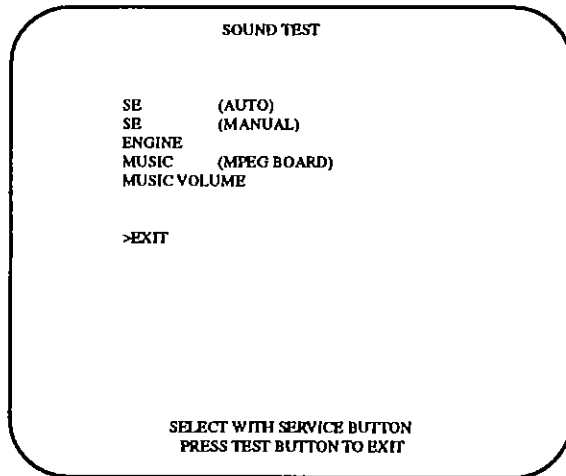 SOUND TEST
SE (AUTO)
SE (MANUAL)
ENGINE
MUSIC (MPEG BOARD)
MUSIC VOLUME
>EXIT
SELECT WITH SERVICE BUTTON
PRESS TEST BUTTON TO EXIT